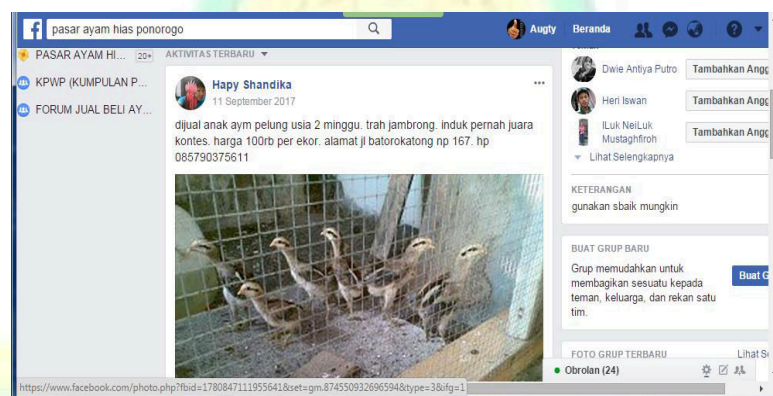 f pasar ayam hias ponorogo
Augty Beranda
PASAR AYAM HI... 20+
KPWP (KUMPULAN P...
FORUM JUAL BELI AY...
AKTIVITAS TERBARU
Hapy Shandika
11 September 2017
dijual anak aym pelung usia 2 minggu. trah jambrong. induk pernah juara
kontes. harga 100rb per ekor. alamat jl batorokatong np 167. hp
085790375611
Dwie Antiya Putro Tambahkan Angg
Heri Iswan Tambahkan Angg
ILuk NeiLuk
Mustaghfiroh
Tambahkan Angg
Lihat Selengkapnya
KETERANGAN
gunakan sbaik mungkin
BUAT GRUP BARU
Grup memudahkan untuk
membagikan sesuatu kepada
teman, keluarga, dan rekan satu
tim.
Buat G
FOTO GRUP TERBARU Lihat Se
Obrolan (24)
https://www.facebook.com/photo.php?fbid=1780847111955641&set=gm.874550932696594&type=3&ifg=1